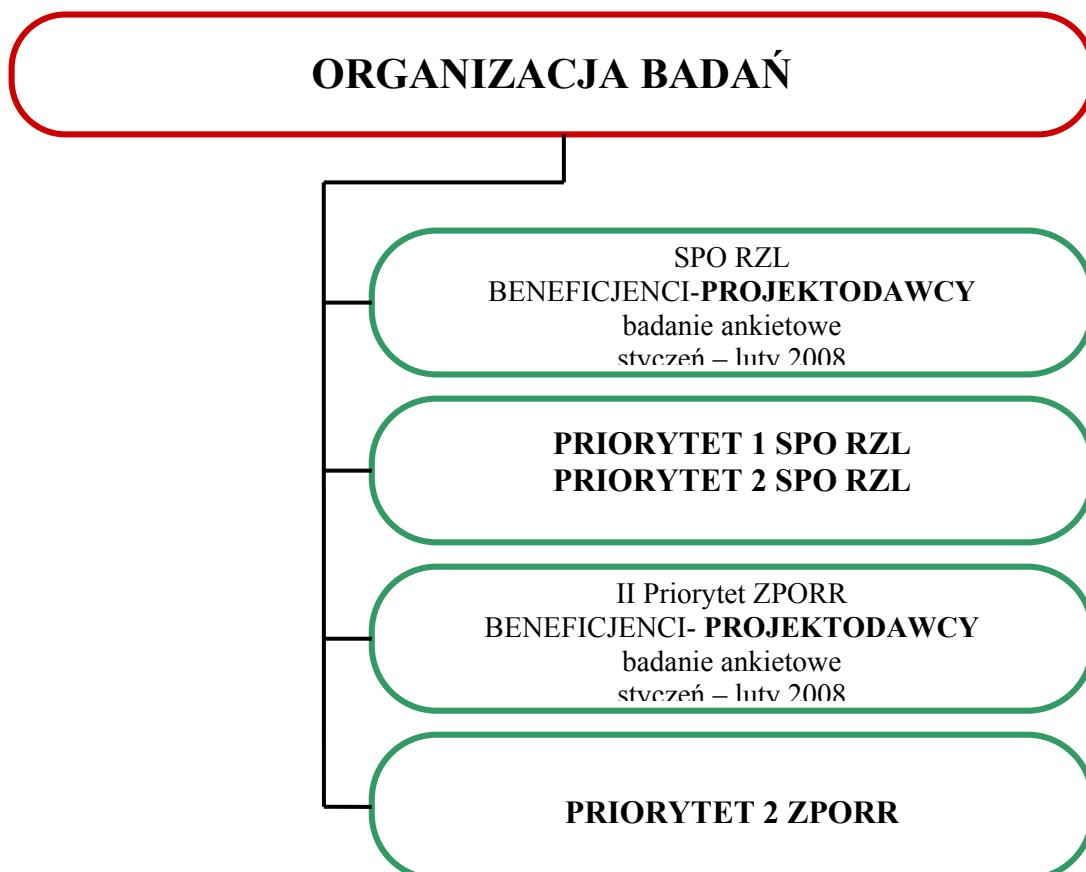 ORGANIZACJA BADAŃ
SPO RZL
BENEFICJENCI-PROJEKTODAWCY
badanie ankietowe
styczeń – luty 2008
PRIORYTET 1 SPO RZL
PRIORYTET 2 SPO RZL
II Priorytet ZPORR
BENEFICJENCI- PROJEKTODAWCY
badanie ankietowe
styczeń – luty 2008
PRIORYTET 2 ZPORR